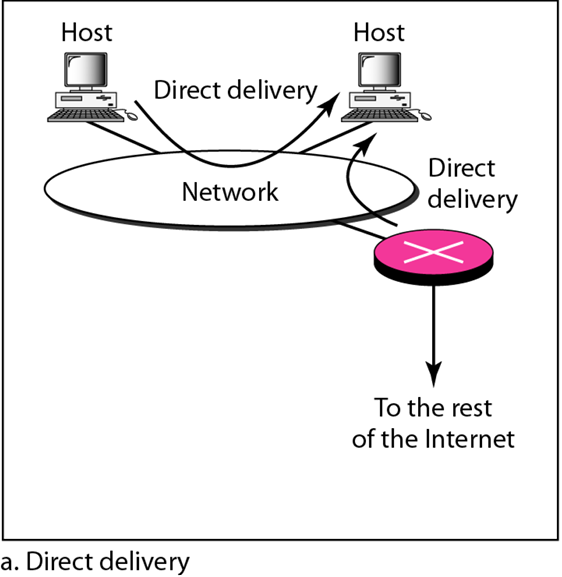 Host
Host
Direct delivery
Direct
delivery
Network
To the rest
of the Internet
a. Direct delivery